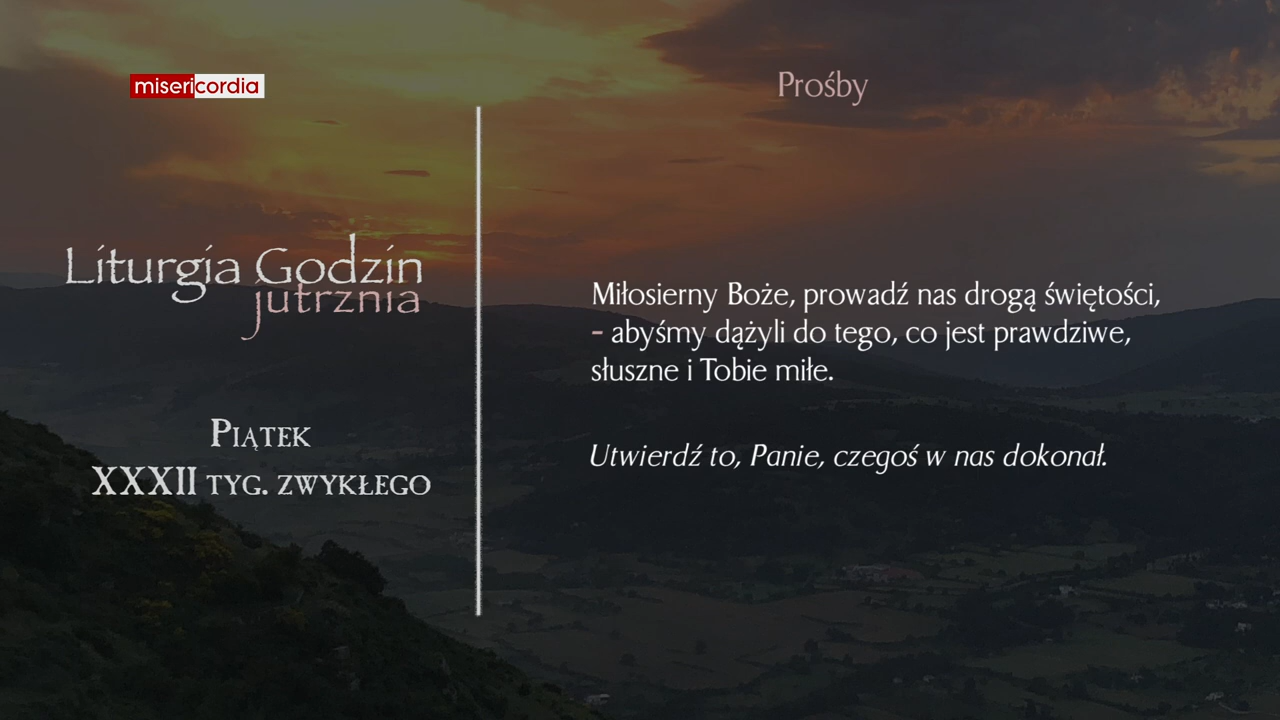 misericordia
Liturgia Godzin
jutrznia
Piątek
XXXII tyg. zwykłego
Prośby
Miłosierny Boże, prowadź nas drogą świętości,
- abyśmy dążyli do tego, co jest prawdziwe,
słuszne i Tobie miłe.
Utwierdź to, Panie, czegoś w nas dokonał.